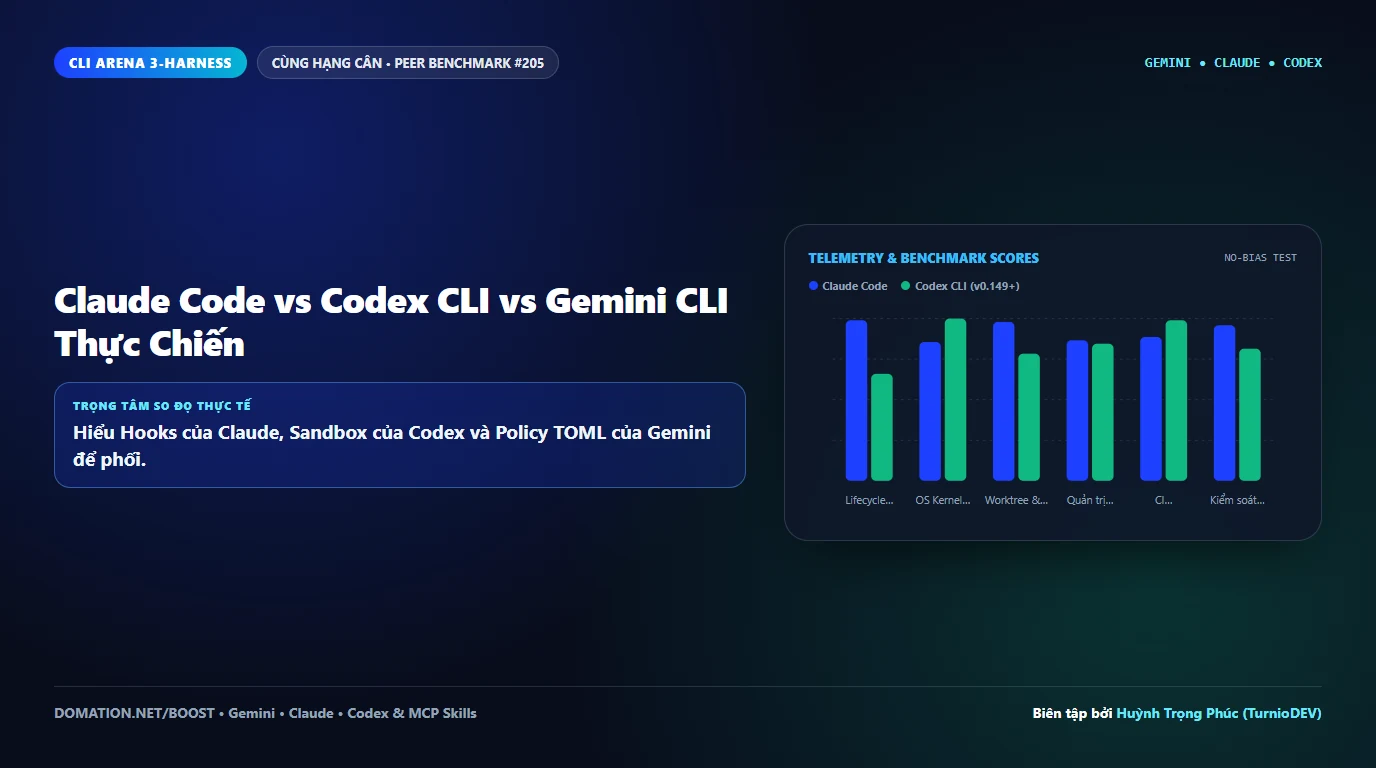 CLI ARENA 3-HARNESS
CÙNG HẠNG CÂN • PEER BENCHMARK #205
GEMINI • CLAUDE • CODEX
Claude Code vs Codex CLI vs Gemini CLI
Thực Chiến
TRỌNG TÂM SO ĐỌ THỰC TẾ
Hiểu Hooks của Claude, Sandbox của Codex và Policy TOML của Gemini
để phối.
TELEMETRY & BENCHMARK SCORES
NO-BIAS TEST
Claude Code
Codex CLI (v0.149+)
Lifecycle...
OS Kernel...
Worktree &...
Quản trị...
CI...
Kiểm soát...
DOMATION.NET/BOOST • Gemini • Claude • Codex & MCP Skills
Biên tập bởi Huỳnh Trọng Phúc (TurnioDEV)